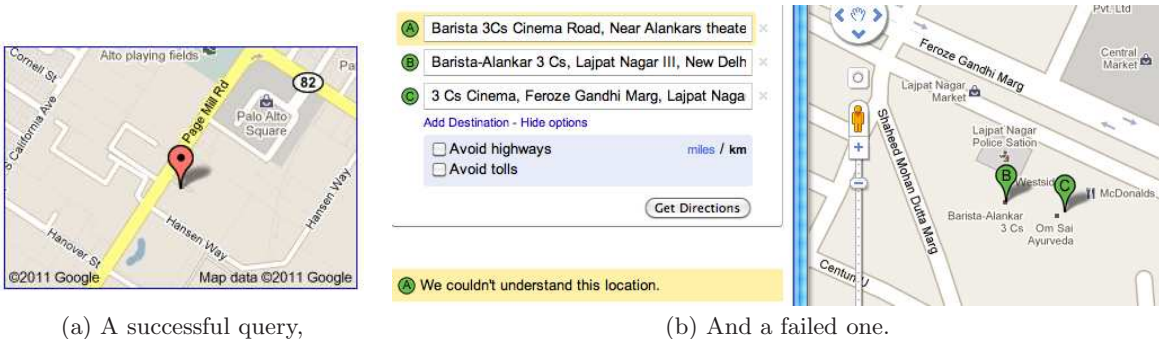 Alto playing fields
Cornell St
S California Ave
Page Mill Rd
82
Palo Alto
Square
Hansen Way
Hansen Way
Hanover St
©2011 Google
Map data ©2011 Google
(a) A successful query,
A Barista 3Cs Cinema Road, Near Alankars theate
B Barista-Alankar 3 Cs, Lajpat Nagar III, New Delh
C 3 Cs Cinema, Feroze Gandhi Marg, Lajpat Naga
Add Destination - Hide options
Avoid highways
miles / km
Avoid tolls
Get Directions
A We couldn't understand this location.
Pvt. Ltd
Feroze Gandhi Marg
Central
Market
Lajpat Nagar
Market
Shaheed Mohan Dutta Marg
Lajpat Nagar
Police Sation
B
Westsid
C
McDonalds
Barista-Alankar
3 Cs
Om Sai
Ayurveda
(b) And a failed one.